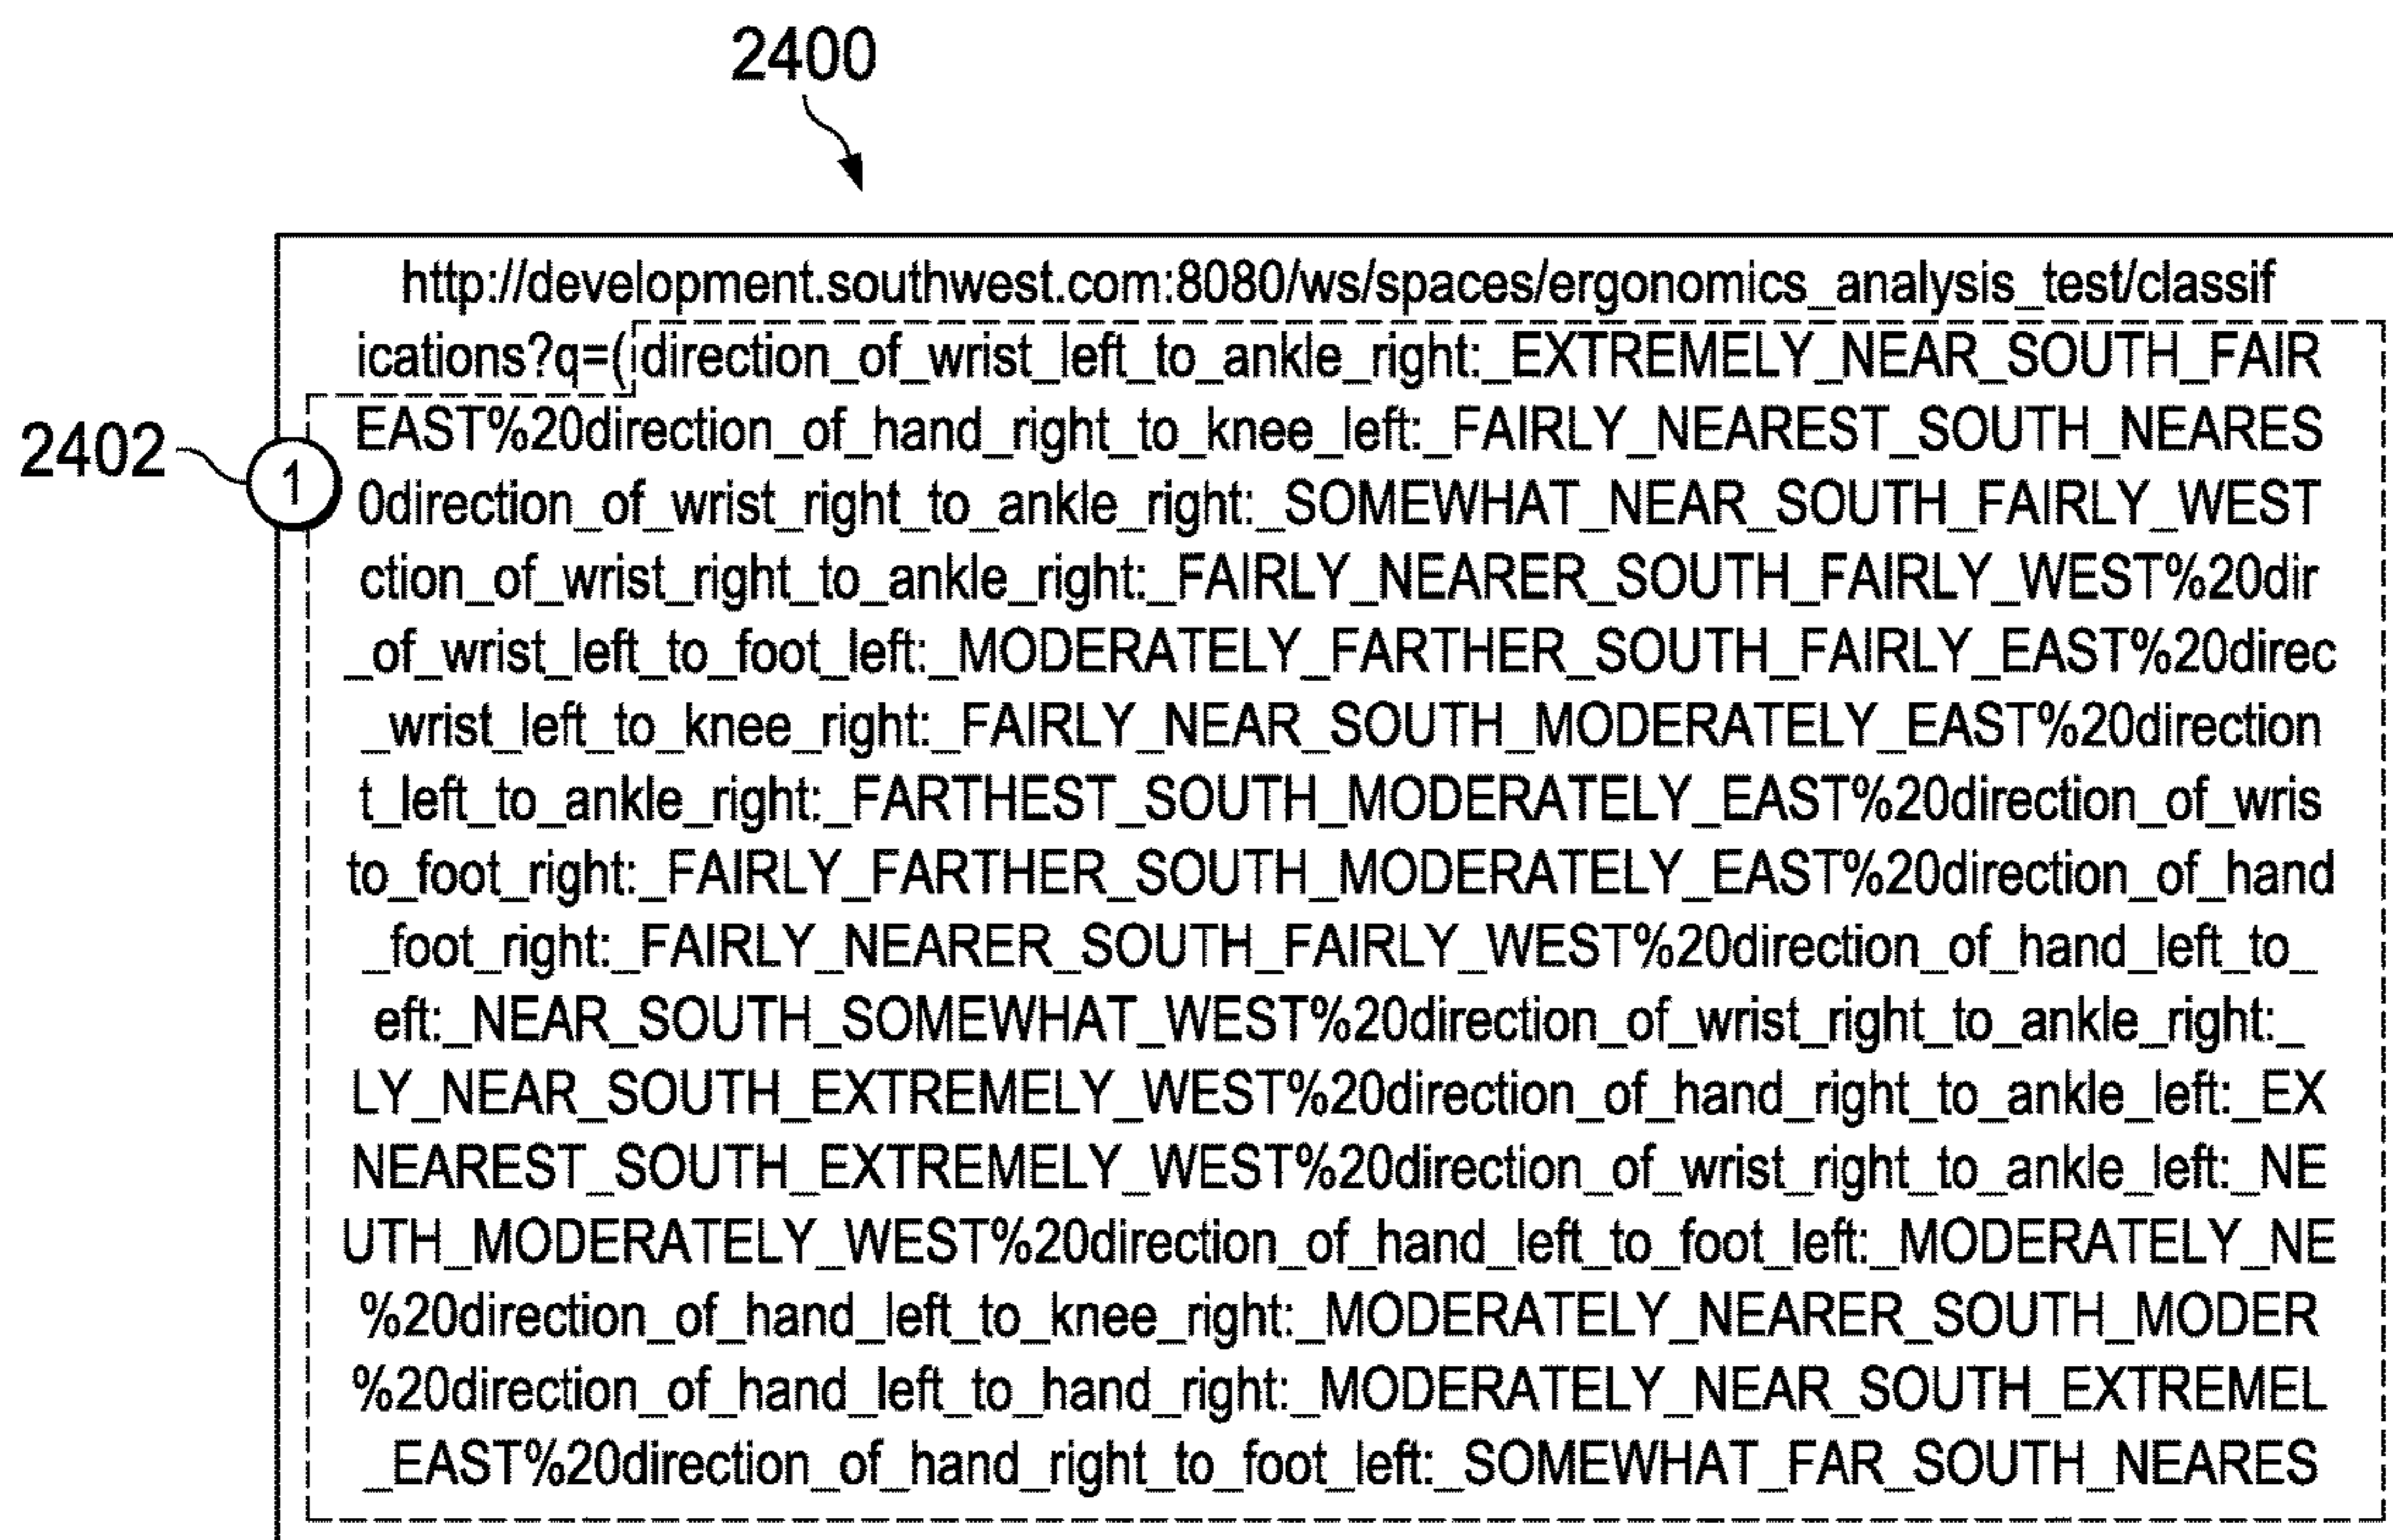 2400
http://development.southwest.com:8080/ws/spaces/ergonomics_analysis_test/classif
ications?q=(direction_of_wrist_left_to_ankle_right:_EXTREMELY_NEAR_SOUTH_FAIR
EAST%20direction_of_hand_right_to_knee_left:_FAIRLY_NEAREST_SOUTH_NEARES
2402
1
0direction_of_wrist_right_to_ankle_right:_SOMEWHAT_NEAR_SOUTH_FAIRLY_WEST
ction_of_wrist_right_to_ankle_right:_FAIRLY_NEARER_SOUTH_FAIRLY_WEST%20dir
_of_wrist_left_to_foot_left:_MODERATELY_FARTHER_SOUTH_FAIRLY_EAST%20direc
_wrist_left_to_knee_right:_FAIRLY_NEAR_SOUTH_MODERATELY_EAST%20direction
t_left_to_ankle_right:_FARTHEST_SOUTH_MODERATELY_EAST%20direction_of_wris
to_foot_right:_FAIRLY_FARTHER_SOUTH_MODERATELY_EAST%20direction_of_hand
_foot_right:_FAIRLY_NEARER_SOUTH_FAIRLY_WEST%20direction_of_hand_left_to_
eft:_NEAR_SOUTH_SOMEWHAT_WEST%20direction_of_wrist_right_to_ankle_right:_
LY_NEAR_SOUTH_EXTREMELY_WEST%20direction_of_hand_right_to_ankle_left:_EX
NEAREST_SOUTH_EXTREMELY_WEST%20direction_of_wrist_right_to_ankle_left:_NE
UTH_MODERATELY_WEST%20direction_of_hand_left_to_foot_left:_MODERATELY_NE
%20direction_of_hand_left_to_knee_right:_MODERATELY_NEARER_SOUTH_MODER
%20direction_of_hand_left_to_hand_right:_MODERATELY_NEAR_SOUTH_EXTREMEL
_EAST%20direction_of_hand_right_to_foot_left:_SOMEWHAT_FAR_SOUTH_NEARES